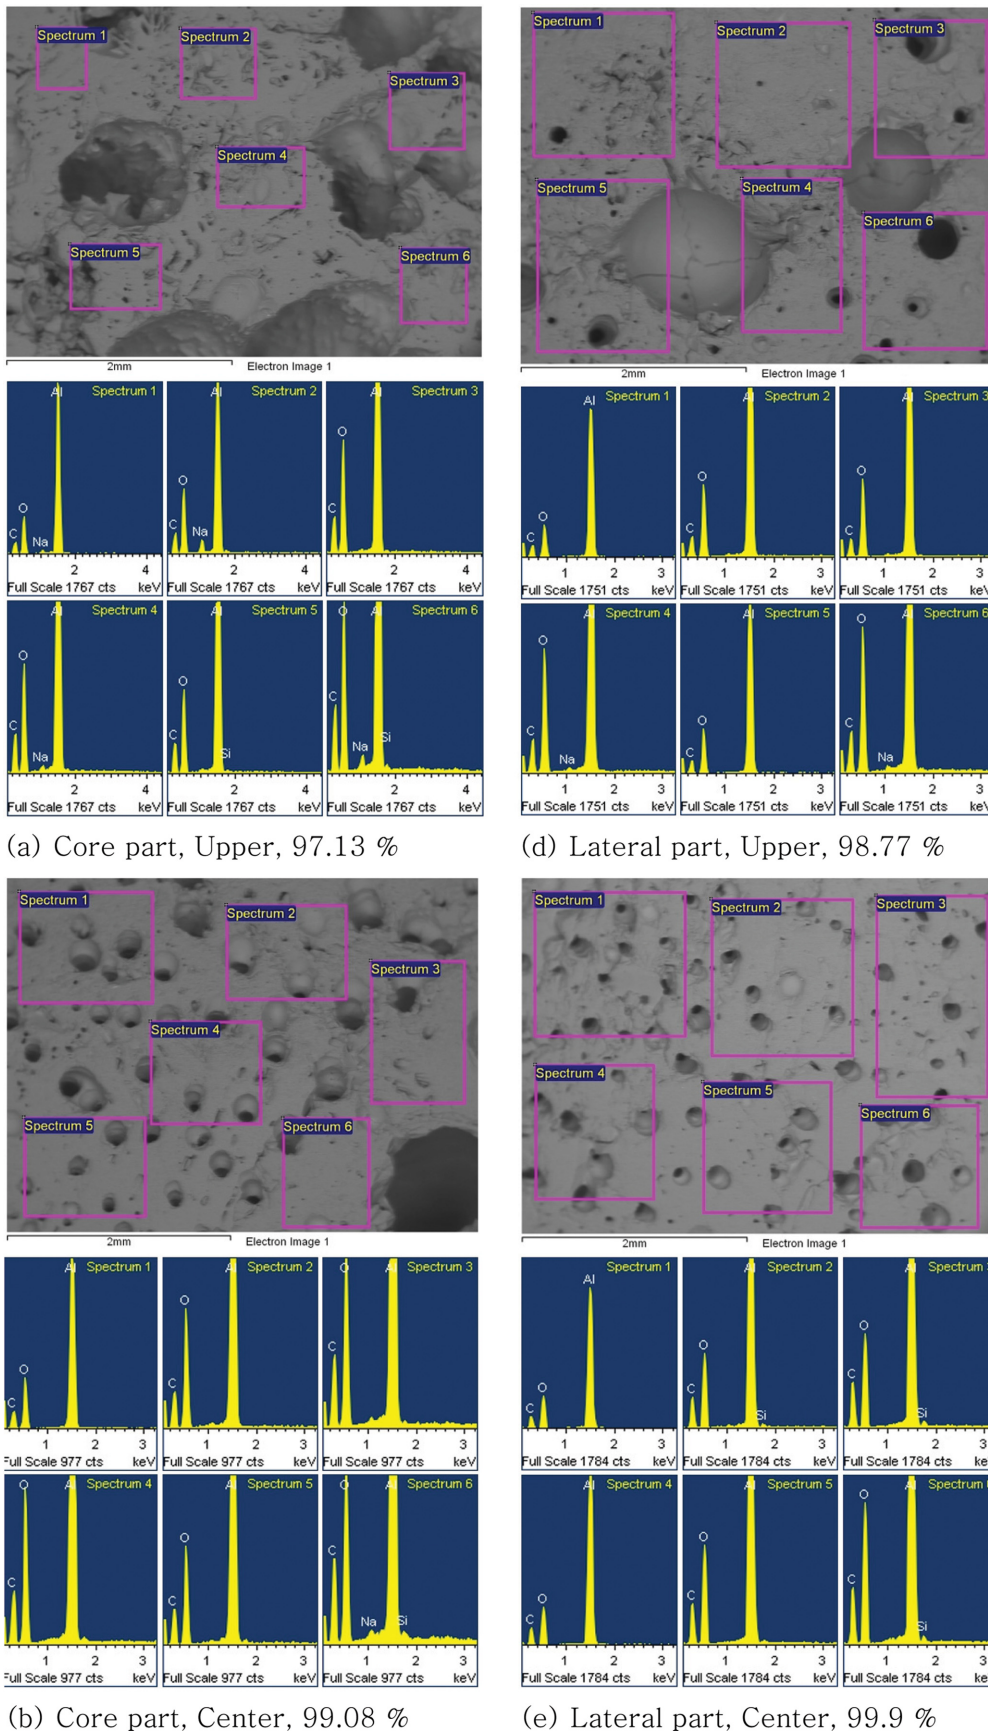 Spectrum 1
Spectrum 2
Spectrum 3
Spectrum 4
Spectrum 5
Spectrum 6
2mm Electron Image 1
Spectrum 1 Al O C Na 2 4 Full Scale 1767 cts keV
Spectrum 2 Al O C Na 2 4 Full Scale 1767 cts keV
Spectrum 3 Al O C 2 4 Full Scale 1767 cts keV
Spectrum 4 Al O C Na 2 4 Full Scale 1767 cts keV
Spectrum 5 Al O C Si 2 4 Full Scale 1767 cts keV
Spectrum 6 Al O C Na Si 2 4 Full Scale 1767 cts keV
(a) Core part, Upper, 97.13 %
Spectrum 1
Spectrum 2
Spectrum 3
Spectrum 5
Spectrum 4
Spectrum 6
2mm Electron Image 1
Spectrum 1 Al O C 1 2 3 Full Scale 1751 cts keV
Spectrum 2 Al O C 1 2 3 Full Scale 1751 cts keV
Spectrum 3 Al O C 1 2 3 Full Scale 1751 cts keV
Spectrum 4 Al O C Na 1 2 3 Full Scale 1751 cts keV
Spectrum 5 Al O C 1 2 3 Full Scale 1751 cts keV
Spectrum 6 Al O C Na 1 2 3 Full Scale 1751 cts keV
(d) Lateral part, Upper, 98.77 %
Spectrum 1
Spectrum 2
Spectrum 3
Spectrum 4
Spectrum 5
Spectrum 6
2mm Electron Image 1
Spectrum 1 Al O C 1 2 3 Full Scale 977 cts keV
Spectrum 2 Al O C 1 2 3 Full Scale 977 cts keV
Spectrum 3 Al O C 1 2 3 Full Scale 977 cts keV
Spectrum 4 Al O C 1 2 3 Full Scale 977 cts keV
Spectrum 5 Al O C 1 2 3 Full Scale 977 cts keV
Spectrum 6 Al O C Na Si 1 2 3 Full Scale 977 cts keV
(b) Core part, Center, 99.08 %
Spectrum 1
Spectrum 2
Spectrum 3
Spectrum 4
Spectrum 5
Spectrum 6
2mm Electron Image 1
Spectrum 1 Al O C 1 2 3 Full Scale 1784 cts keV
Spectrum 2 Al O C Si 1 2 3 Full Scale 1784 cts keV
Spectrum 3 Al O C Si 1 2 3 Full Scale 1784 cts keV
Spectrum 4 Al O C 1 2 3 Full Scale 1784 cts keV
Spectrum 5 Al O C 1 2 3 Full Scale 1784 cts keV
Spectrum Al O C Si 1 2 3 Full Scale 1784 cts keV
(e) Lateral part, Center, 99.9 %